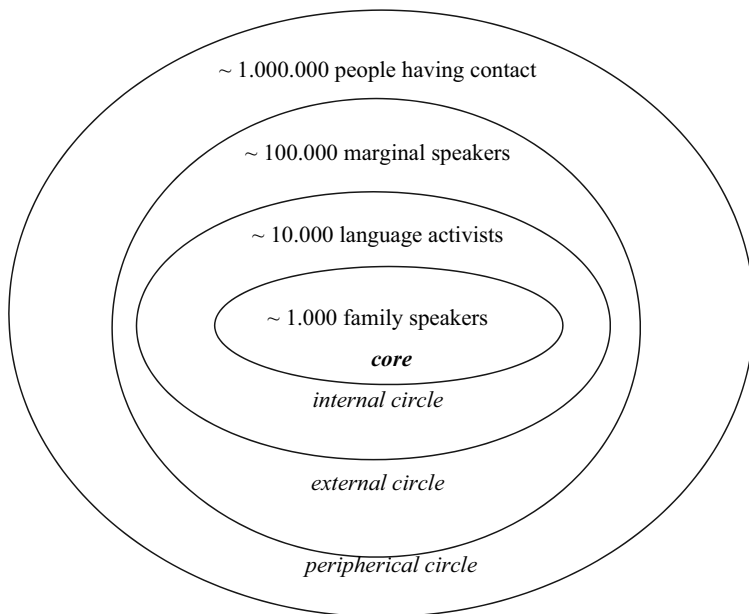 ~ 1.000.000 people having contact
~ 100.000 marginal speakers
~ 10.000 language activists
~ 1.000 family speakers
core
internal circle
external circle
peripherical circle